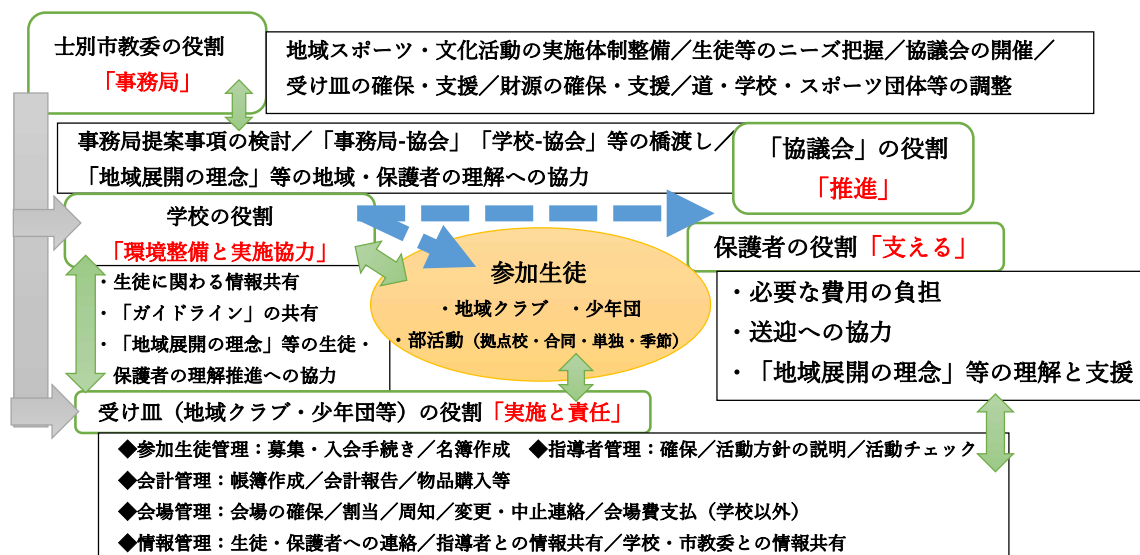 士別市教委の役割
「事務局」
地域スポーツ・文化活動の実施体制整備／生徒等のニーズ把握／協議会の開催／
受け皿の確保・支援／財源の確保・支援／道・学校・スポーツ団体等の調整
事務局提案事項の検討／「事務局-協会」「学校-協会」等の橋渡し／
「地域展開の理念」等の地域・保護者の理解への協力
「協議会」の役割
「推進」
学校の役割
「環境整備と実施協力」
・生徒に関わる情報共有
・「ガイドライン」の共有
・「地域展開の理念」等の生徒・
保護者の理解推進への協力
参加生徒
・地域クラブ　・少年団
・部活動（拠点校・合同・単独・季節）
保護者の役割「支える」
・必要な費用の負担
・送迎への協力
・「地域展開の理念」等の理解と支援
受け皿（地域クラブ・少年団等）の役割「実施と責任」
◆参加生徒管理：募集・入会手続き／名簿作成　◆指導者管理：確保／活動方針の説明／活動チェック
◆会計管理：帳簿作成／会計報告／物品購入等
◆会場管理：会場の確保／割当／周知／変更・中止連絡／会場費支払（学校以外）
◆情報管理：生徒・保護者への連絡／指導者との情報共有／学校・市教委との情報共有